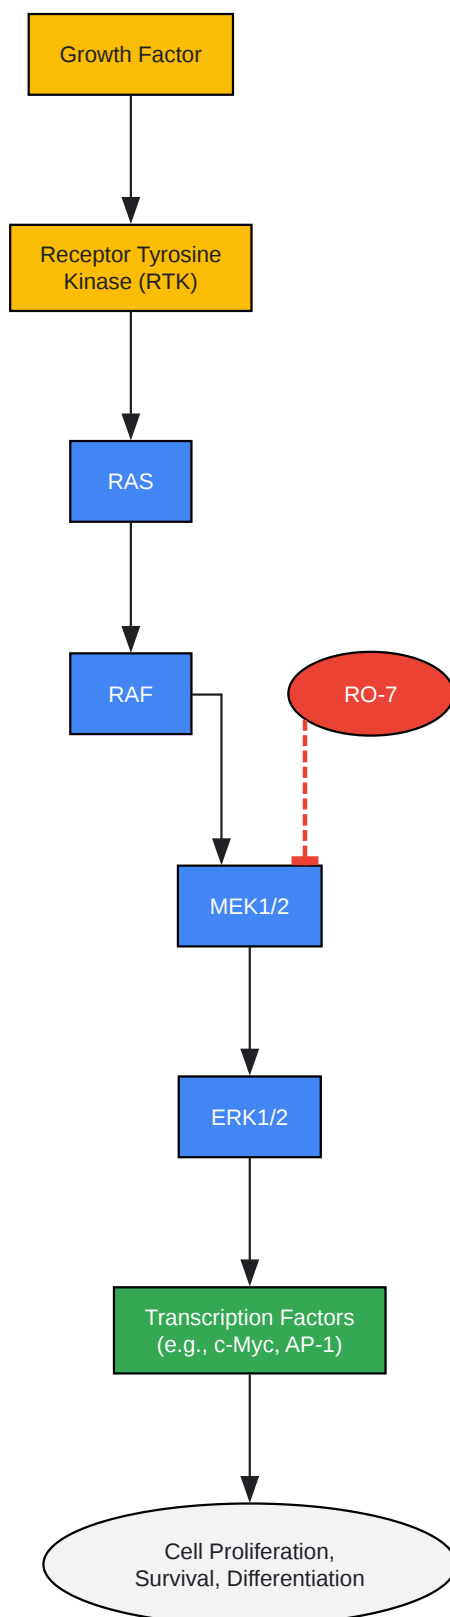 Growth Factor
Receptor Tyrosine
Kinase (RTK)
RAS
RAF
RO-7
MEK1/2
ERK1/2
Transcription Factors
(e.g., c-Myc, AP-1)
Cell Proliferation,
Survival, Differentiation